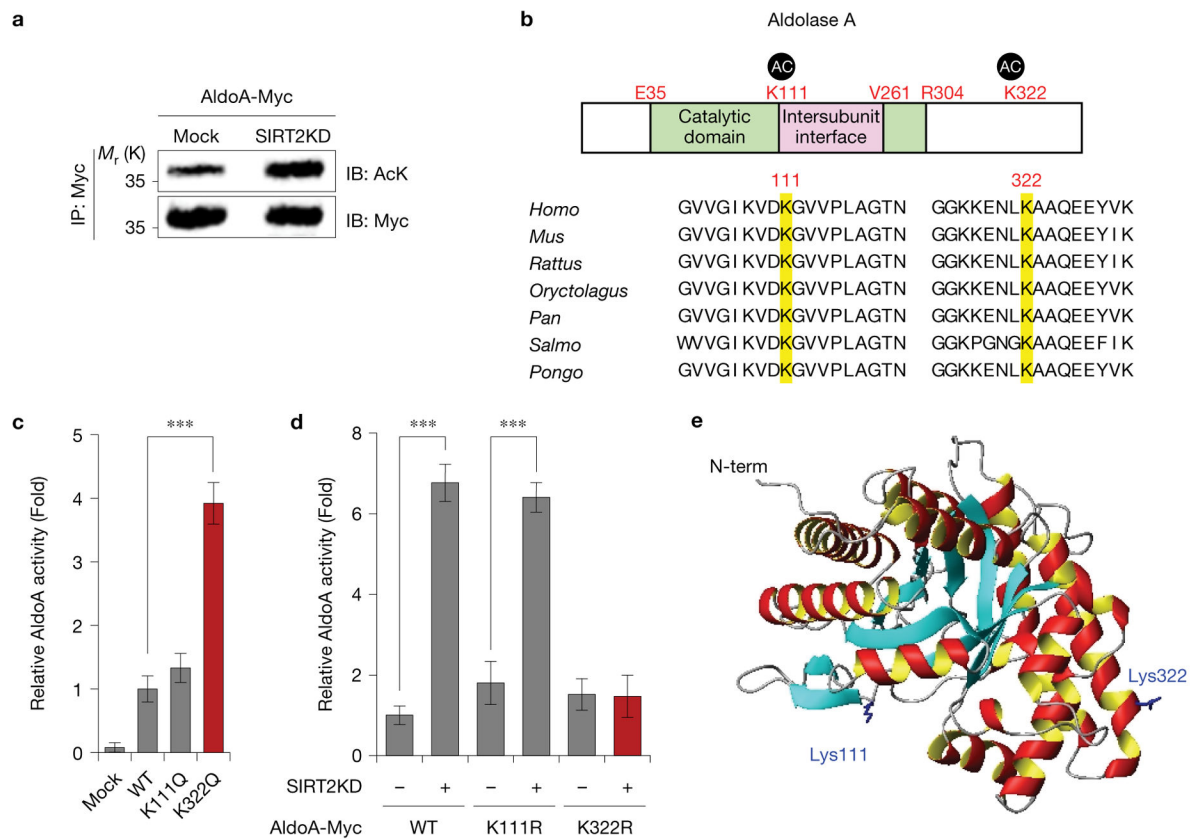 a
AldoA-Myc
Mock SIRT2KD
Mr (K)
IP: Myc
35
IB: AcK
35
IB: Myc
b
Aldolase A
AC AC
E35 K111 V261 R304 K322
Catalytic domain
Intersubunit interface
111 322
Homo GVVGIKVDKGVVPLAGTN GGKKENLKAAQEEYVK
Mus GVVGIKVDKGVVPLAGTN GGKKENLKAAQEEYIK
Rattus GVVGIKVDKGVVPLAGTN GGKKENLKAAQEEYIK
Oryctolagus GVVGIKVDKGVVPLAGTN GGKKENLKAAQEEYVK
Pan GVVGIKVDKGVVPLAGTN GGKKENLKAAQEEYVK
Salmo WVVGIKVDKGVVPLAGTN GGKPGNGKAAQEEFIK
Pongo GVVGIKVDKGVVPLAGTN GGKKENLKAAQEEYVK
c
Relative AldoA activity (Fold)
5
4
3
2
1
0
***
Mock WT K111Q K322Q
d
Relative AldoA activity (Fold)
8
6
4
2
0
*** ***
SIRT2KD – + – + – +
AldoA-Myc WT K111R K322R
e
N-term
Lys322
Lys111